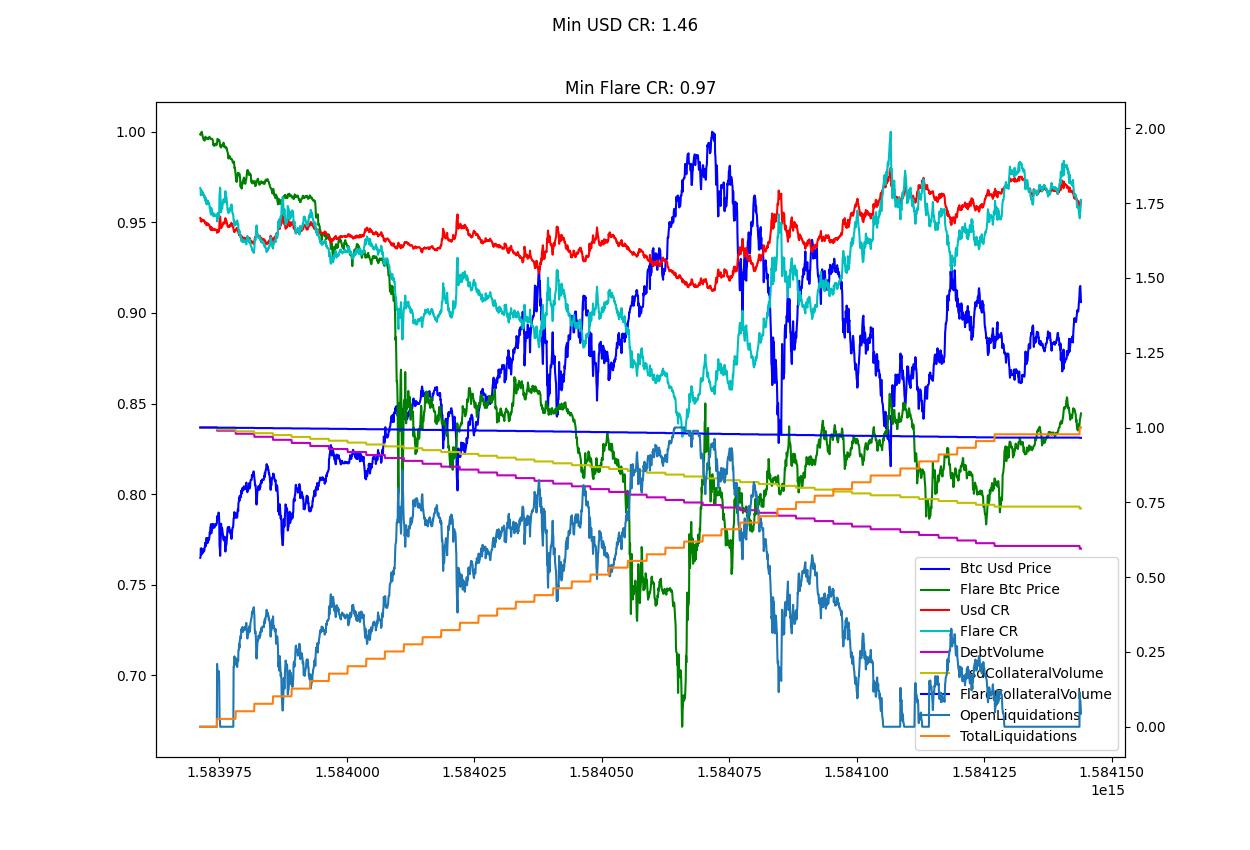 Min USD CR: 1.46
Min Flare CR: 0.97
1.00
0.95
0.90
0.85
0.80
0.75
0.70
2.00
1.75
1.50
1.25
1.00
0.75
0.50
0.25
0.00
Btc Usd Price
Flare Btc Price
Usd CR
Flare CR
DebtVolume
UsdCollateralVolume
FlareCollateralVolume
OpenLiquidations
TotalLiquidations
1.583975 1.584000 1.584025 1.584050 1.584075 1.584100 1.584125 1.584150
1e15